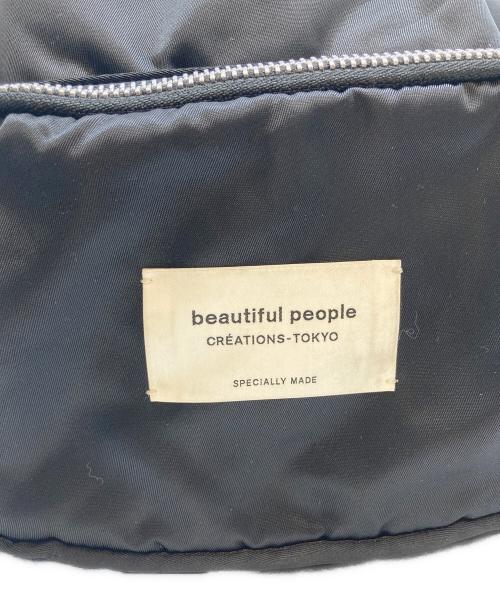 beautiful people
CRÉATIONS-TOKYO
SPECIALLY MADE